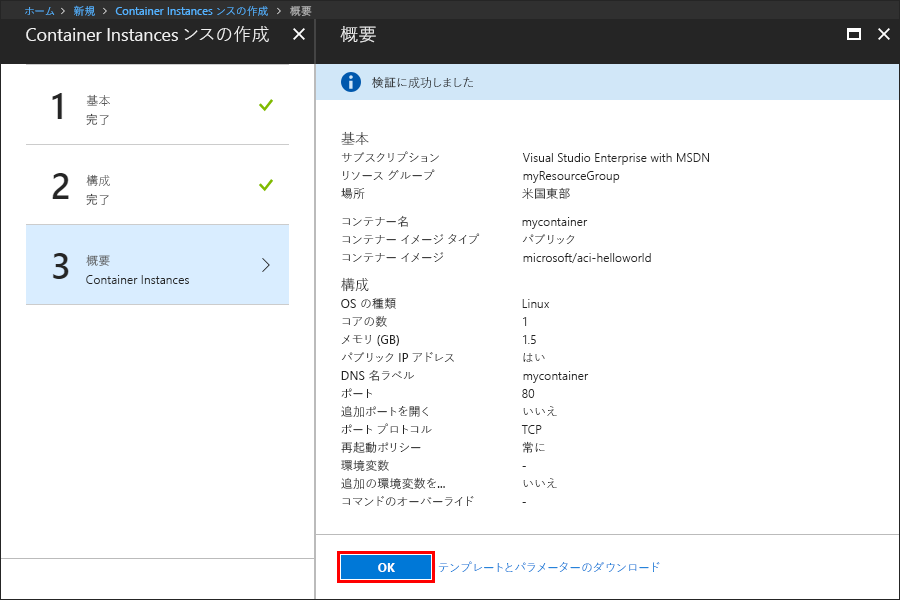 ホーム > 新規 > Container Instances ンスの作成 > 概要
Container Instances ンスの作成
概要
検証に成功しました
1 基本
完了
2 構成
完了
3 概要
Container Instances
基本
サブスクリプション Visual Studio Enterprise with MSDN
リソース グループ myResourceGroup
場所 米国東部
コンテナー名 mycontainer
コンテナー イメージ タイプ パブリック
コンテナー イメージ microsoft/aci-helloworld
構成
OS の種類 Linux
コアの数 1
メモリ (GB) 1.5
パブリック IP アドレス はい
DNS 名ラベル mycontainer
ポート 80
追加ポートを開く いいえ
ポート プロトコル TCP
再起動ポリシー 常に
環境変数 -
追加の環境変数を... いいえ
コマンドのオーバーライド -
OK テンプレートとパラメーターのダウンロード